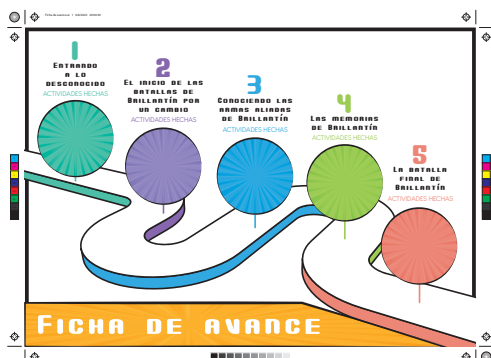 1
Entrando
a lo
desconocido
ACTIVIDADES HECHAS
2
El inicio de las
batallas de
Brillantín por
un cambio
ACTIVIDADES HECHAS
3
Conociendo las
armas aliadas
de Brillantín
ACTIVIDADES HECHAS
4
Las memorias
de Brillantín
ACTIVIDADES HECHAS
5
La batalla
final de
Brillantín
ACTIVIDADES HECHAS
Ficha de avance